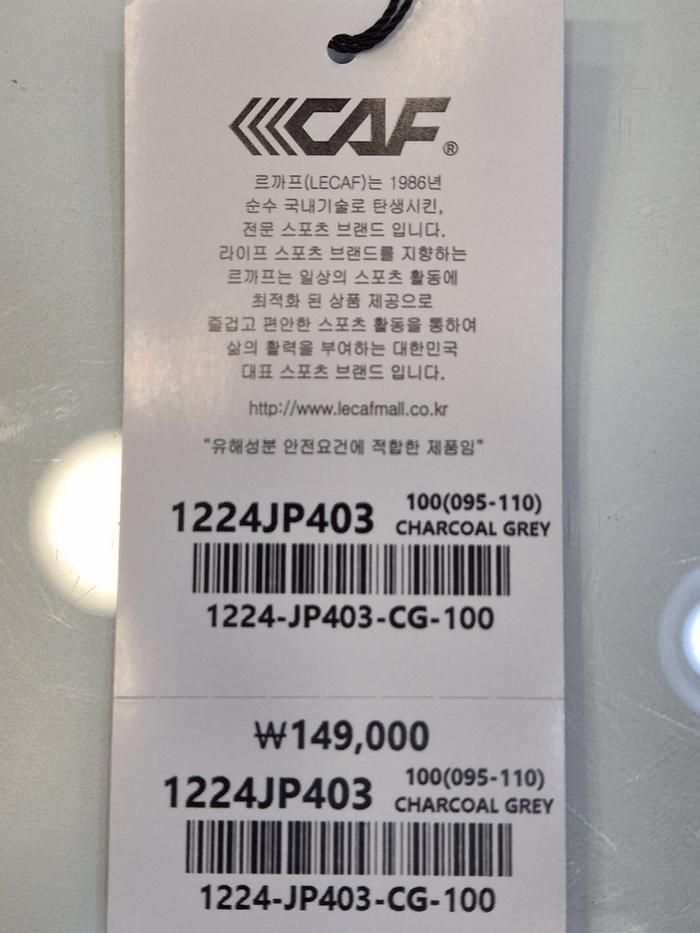 CAF®
르까프(LECAF)는 1986년
순수 국내기술로 탄생시킨,
전문 스포츠 브랜드 입니다.
라이프 스포츠 브랜드를 지향하는
르까프는 일상의 스포츠 활동에
최적화 된 상품 제공으로
즐겁고 편안한 스포츠 활동을 통하여
삶의 활력을 부여하는 대한민국
대표 스포츠 브랜드 입니다.
http://www.lecafmall.co.kr
"유해성분 안전요건에 적합한 제품임"
1224JP403 100(095-110)
CHARCOAL GREY
1224-JP403-CG-100
₩149,000
1224JP403 100(095-110)
CHARCOAL GREY
1224-JP403-CG-100